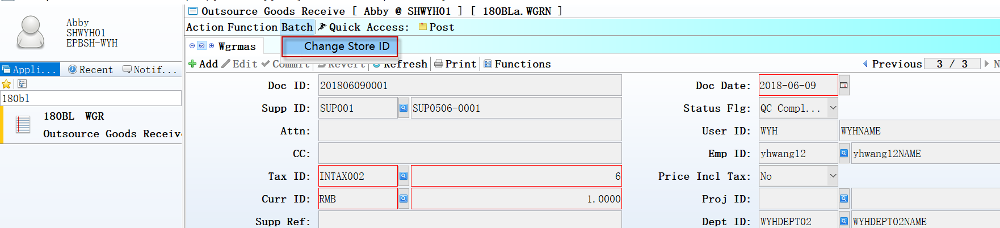 Abby
SHWYH01
EPBSH-WYH
Appli... Recent Notif...
180bl
180BL WGR
Outsource Goods Receiv
Outsource Goods Receive [ Abby @ SHWYH01 ] [ 180BLa.WGRN ]
Action Function Batch Quick Access: Post
Change Store ID
Wgrmas
Add Edit Commit Revert Refresh Print Functions Previous 3 / 3 N
Doc ID: 201806090001 Doc Date: 2018-06-09
Supp ID: SUP001 SUP0506-0001 Status Flg: QC Compl...
Attn: User ID: WYH WYHNAME
CC: Emp ID: yhwang12 yhwang12NAME
Tax ID: INTAX002 6 Price Incl Tax: No
Curr ID: RMB 1.0000 Proj ID:
Supp Ref: Dept ID: WYHDEPT02 WYHDEPT02NAME